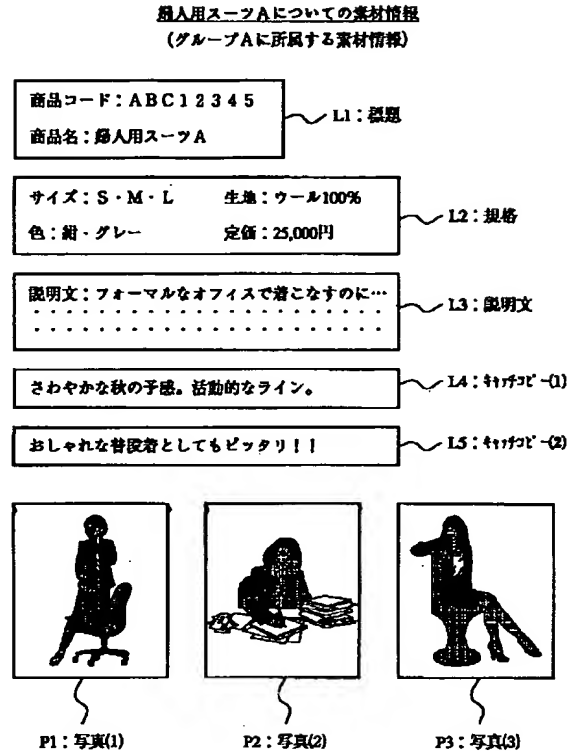 婦人用スーツAについての素材情報
(グループAに所属する素材情報)
商品コード：ABC12345
商品名：婦人用スーツA
L1：標題
サイズ：S・M・L 生地：ウール100%
色：紺・グレー 定価：25,000円
L2：規格
説明文：フォーマルなオフィスで着こなすのに…
・・・・・・・・・・・・・・・・・・・・・・
・・・・・・・・・・・・・・・・・・・・・・
L3：説明文
さわやかな秋の予感。活動的なライン。
L4：ｷｬｯﾁｺﾋﾟｰ(1)
おしゃれな普段着としてもピッタリ！！
L5：ｷｬｯﾁｺﾋﾟｰ(2)
P1：写真(1)
P2：写真(2)
P3：写真(3)